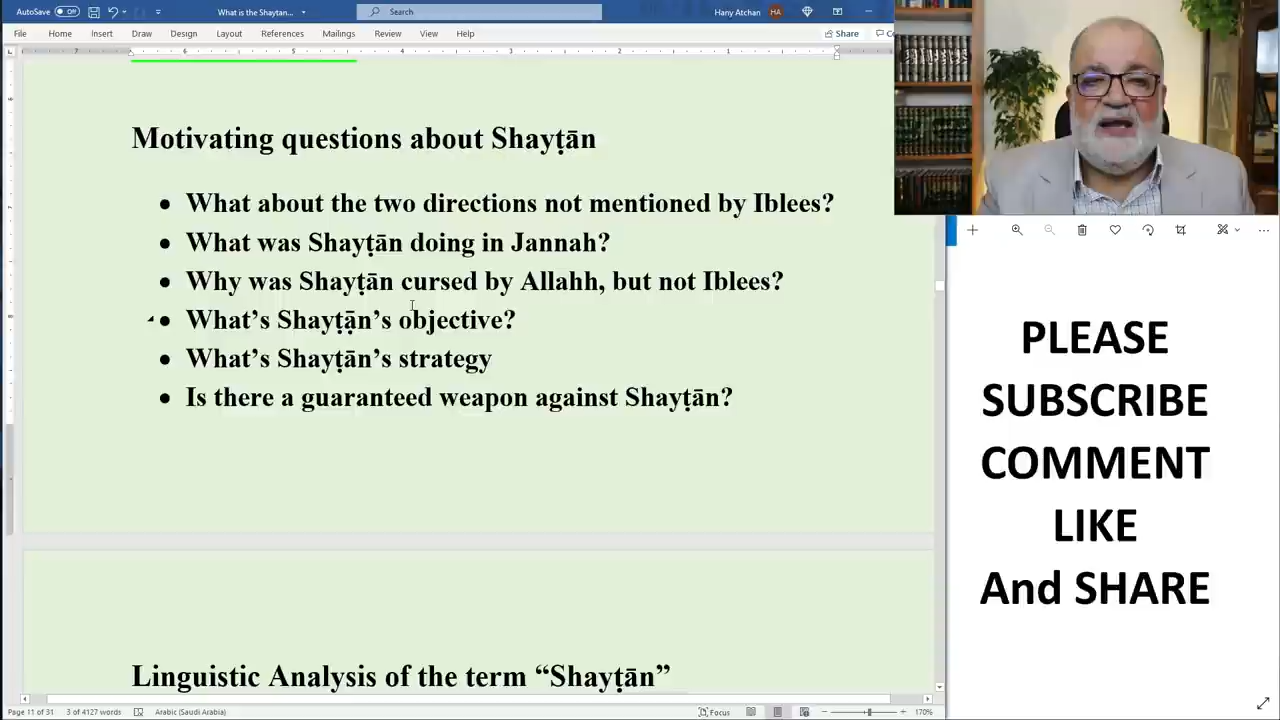 AutoSave Off What is the Shayṭan... Search Hany Atchan HA
File Home Insert Draw Design Layout References Mailings Review View Help Share Co
Motivating questions about Shayṭān
• What about the two directions not mentioned by Iblees?
• What was Shayṭān doing in Jannah?
• Why was Shayṭān cursed by Allahh, but not Iblees?
• What’s Shayṭān’s objective?
• What’s Shayṭān’s strategy
• Is there a guaranteed weapon against Shayṭān?
Linguistic Analysis of the term “Shayṭān”
Page 11 of 31 3 of 4127 words Arabic (Saudi Arabia) Focus 170%
PLEASE
SUBSCRIBE
COMMENT
LIKE
And SHARE